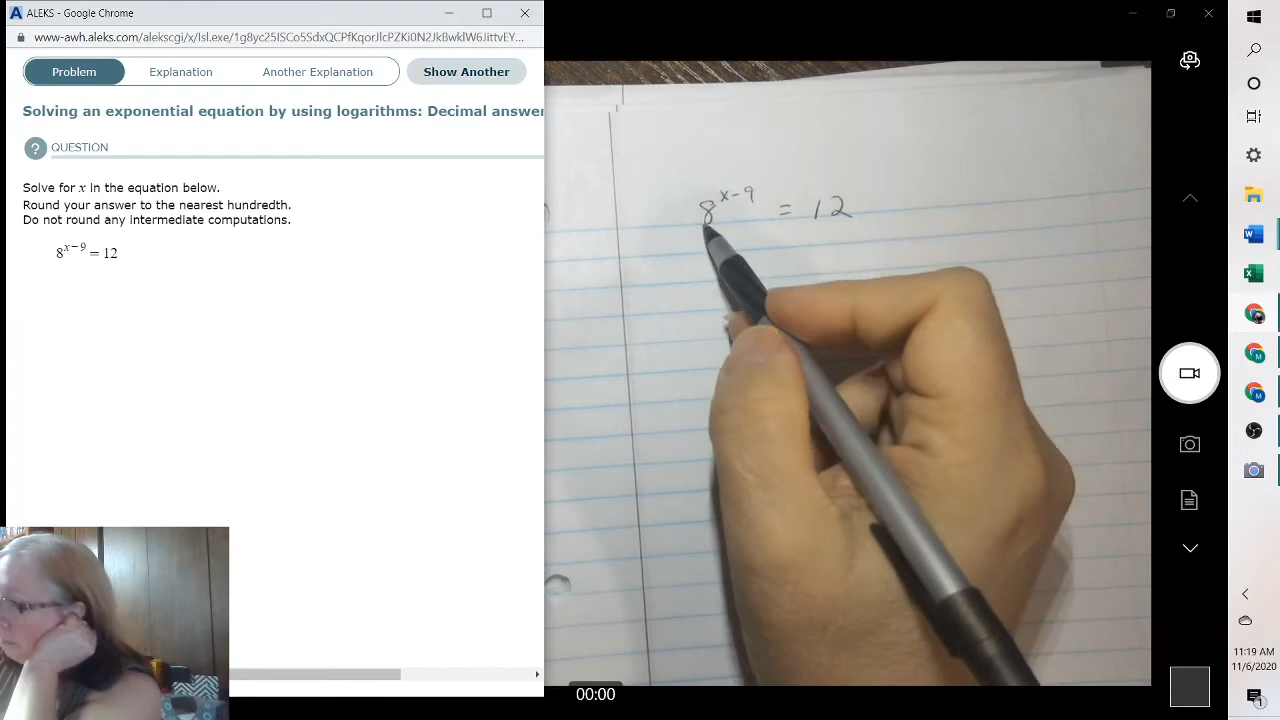 ALEKS - Google Chrome
www-awh.aleks.com/alekscgi/x/Isl.exe/1g8yc25ISCo5SdxQCPfKqorJlcPZKi0N2JkBwklW6JittvEY...
Problem
Explanation
Another Explanation
Show Another
Solving an exponential equation by using logarithms: Decimal answer
? QUESTION
Solve for x in the equation below.
Round your answer to the nearest hundredth.
Do not round any intermediate computations.
8^{x−9} = 12
8^{x-9} = 12
00:00
11:19 AM
11/6/2020